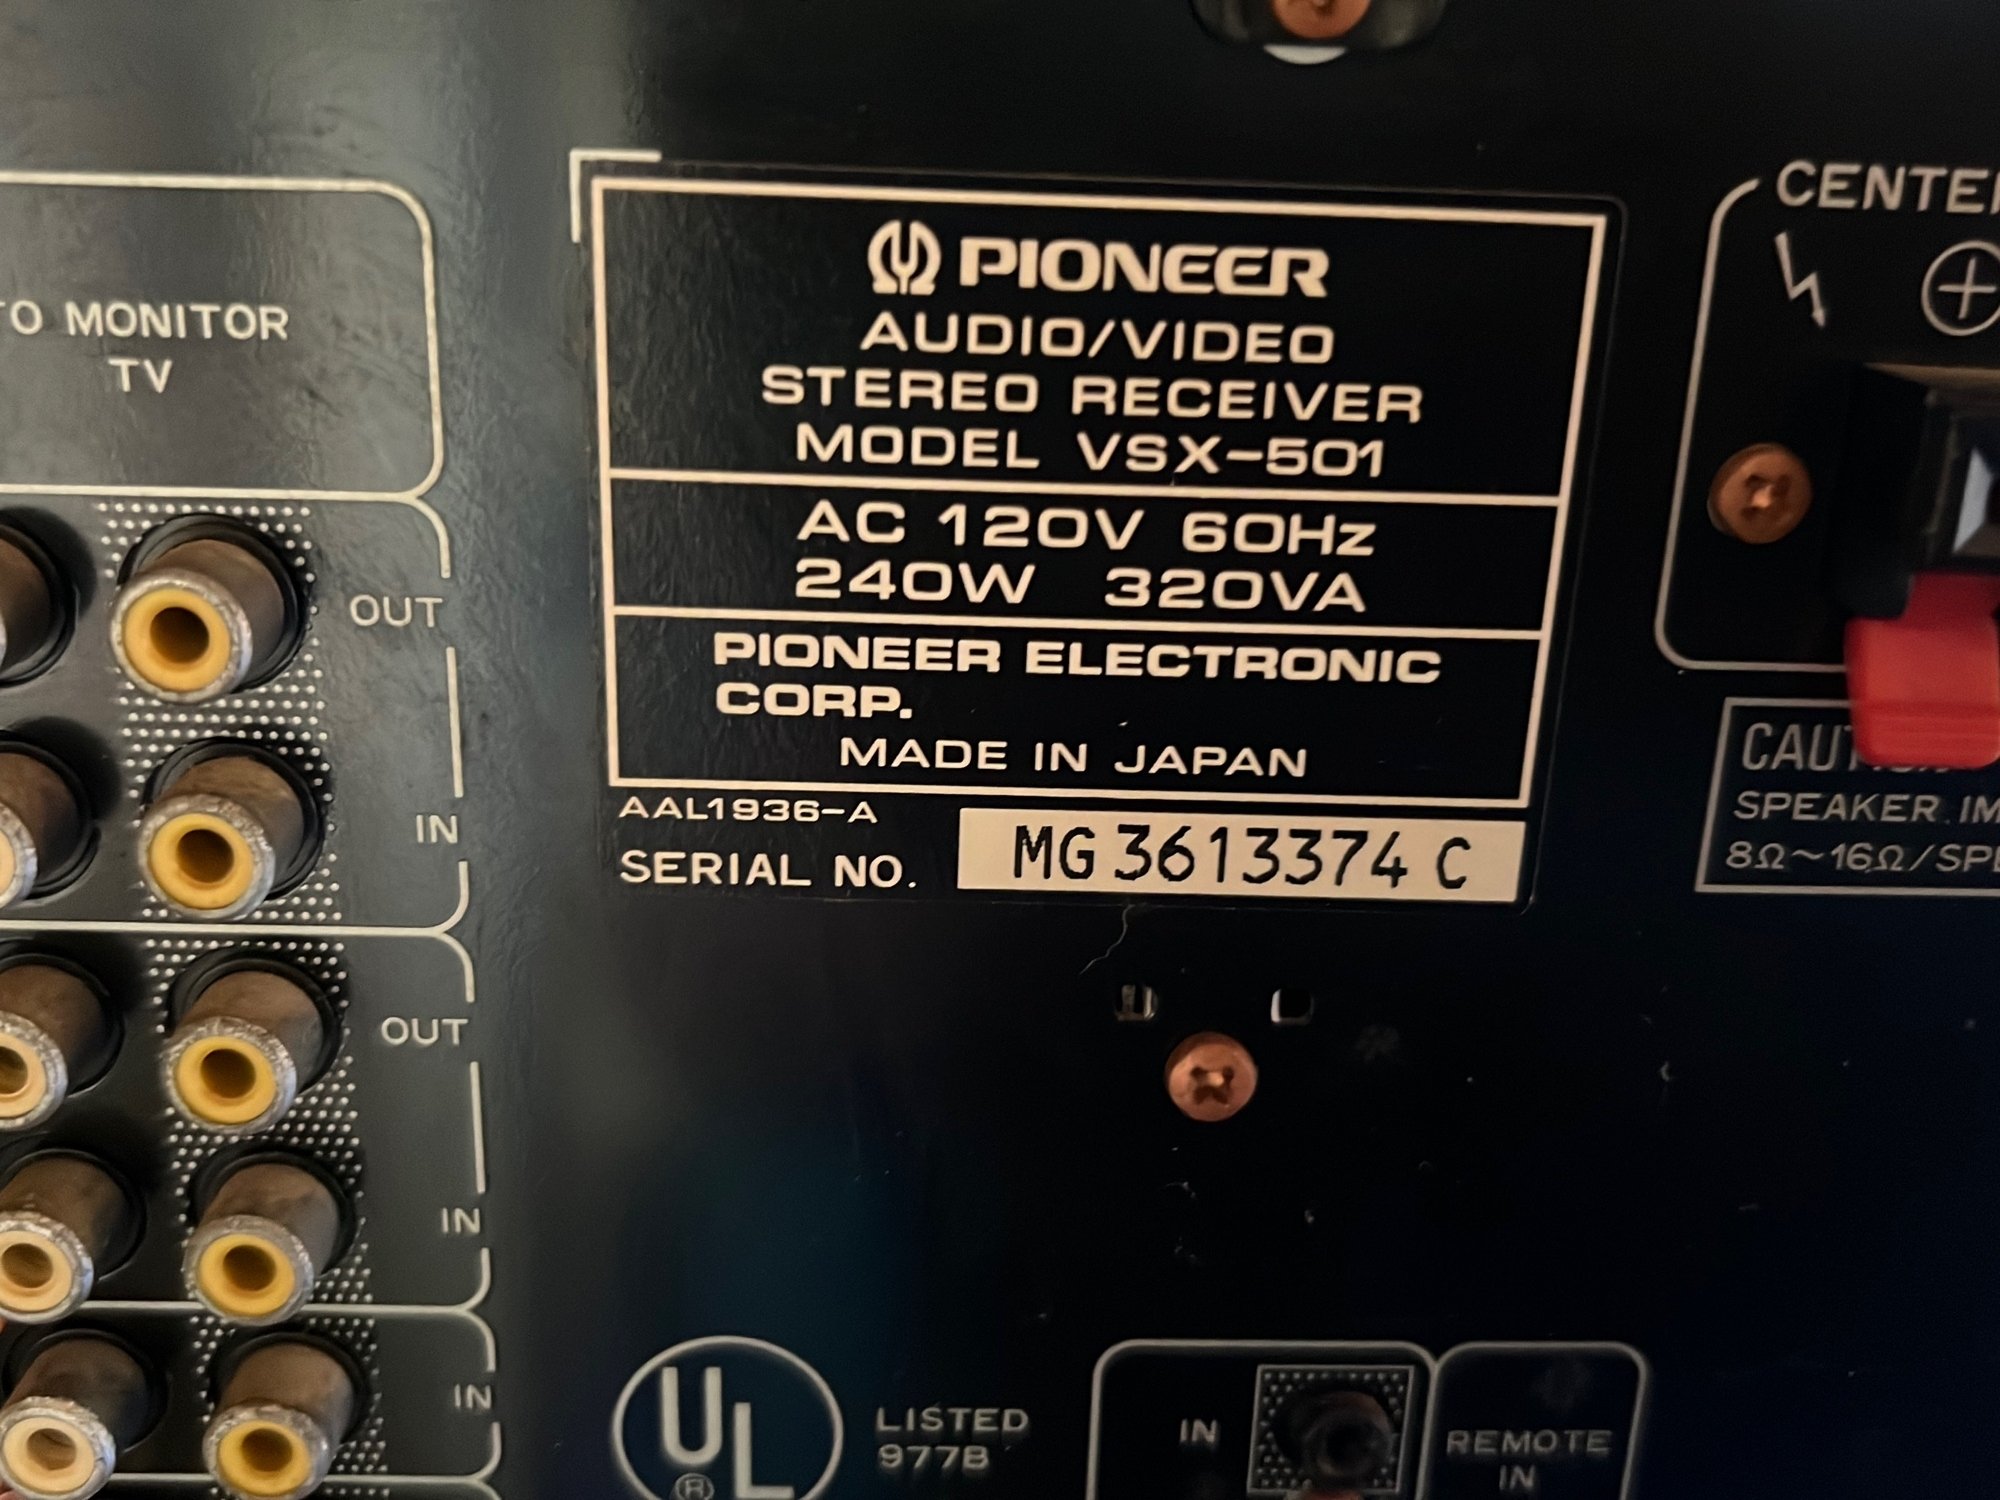 TO MONITOR
TV
OUT
IN
OUT
IN
IN
PIONEER
AUDIO/VIDEO
STEREO RECEIVER
MODEL VSX-501
AC 120V 60Hz
240W 320VA
PIONEER ELECTRONIC
CORP.
MADE IN JAPAN
AAL1936-A
SERIAL NO. MG3613374C
UL
®
LISTED
977B
IN
REMOTE
IN
CENTER
SPEAKER IM
8Ω~16Ω/SPE